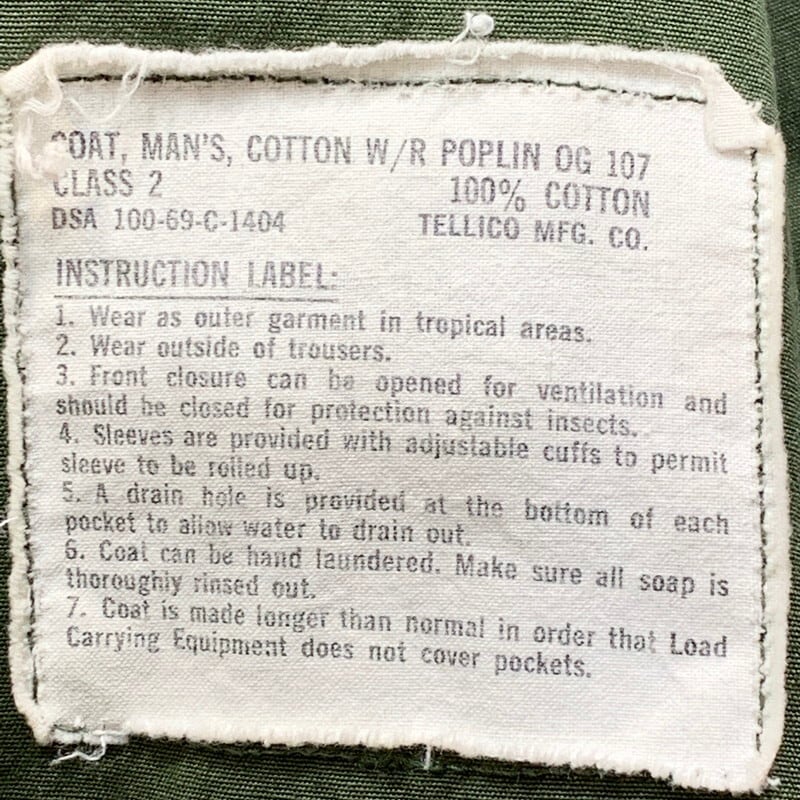 COAT, MAN'S, COTTON W/R POPLIN OG 107
CLASS 2 100% COTTON
DSA 100-69-C-1404 TELLICO MFG. CO.
INSTRUCTION LABEL:
1. Wear as outer garment in tropical areas.
2. Wear outside of trousers.
3. Front closure can be opened for ventilation and
should be closed for protection against insects.
4. Sleeves are provided with adjustable cuffs to permit
sleeve to be rolled up.
5. A drain hole is provided at the bottom of each
pocket to allow water to drain out.
6. Coat can be hand laundered. Make sure all soap is
thoroughly rinsed out.
7. Coat is made longer than normal in order that Load
Carrying Equipment does not cover pockets.